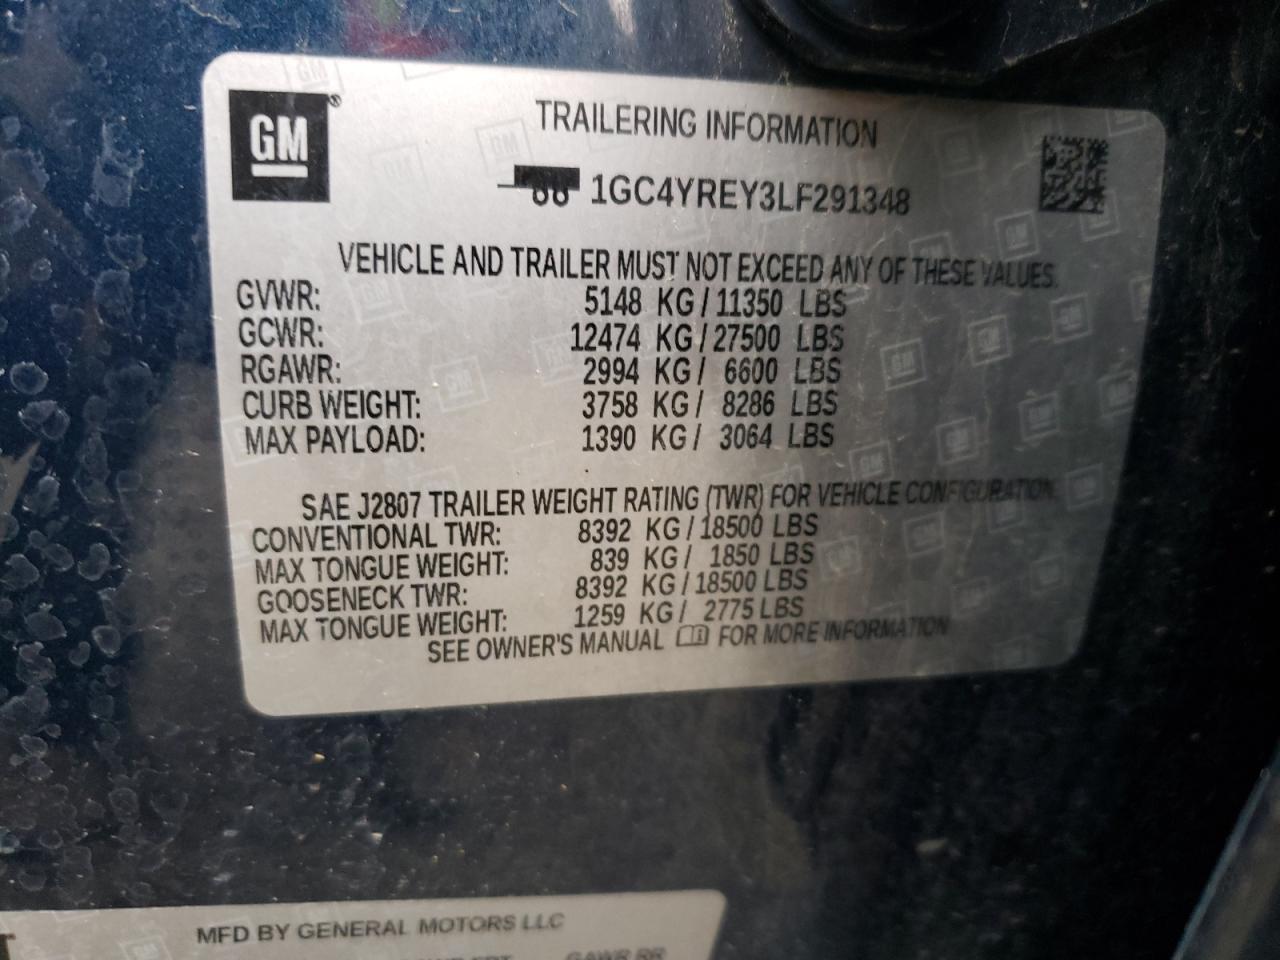 GM®
TRAILERING INFORMATION
1GC4YREY3LF291348
VEHICLE AND TRAILER MUST NOT EXCEED ANY OF THESE VALUES.
GVWR: 5148 KG/11350 LBS
GCWR: 12474 KG/27500 LBS
RGAWR: 2994 KG/ 6600 LBS
CURB WEIGHT: 3758 KG/ 8286 LBS
MAX PAYLOAD: 1390 KG/ 3064 LBS
SAE J2807 TRAILER WEIGHT RATING (TWR) FOR VEHICLE CONFIGURATION.
CONVENTIONAL TWR: 8392 KG/18500 LBS
MAX TONGUE WEIGHT: 839 KG/ 1850 LBS
GOOSENECK TWR: 8392 KG/18500 LBS
MAX TONGUE WEIGHT: 1259 KG/ 2775 LBS
SEE OWNER'S MANUAL FOR MORE INFORMATION
MFD BY GENERAL MOTORS LLC
GAWR RR